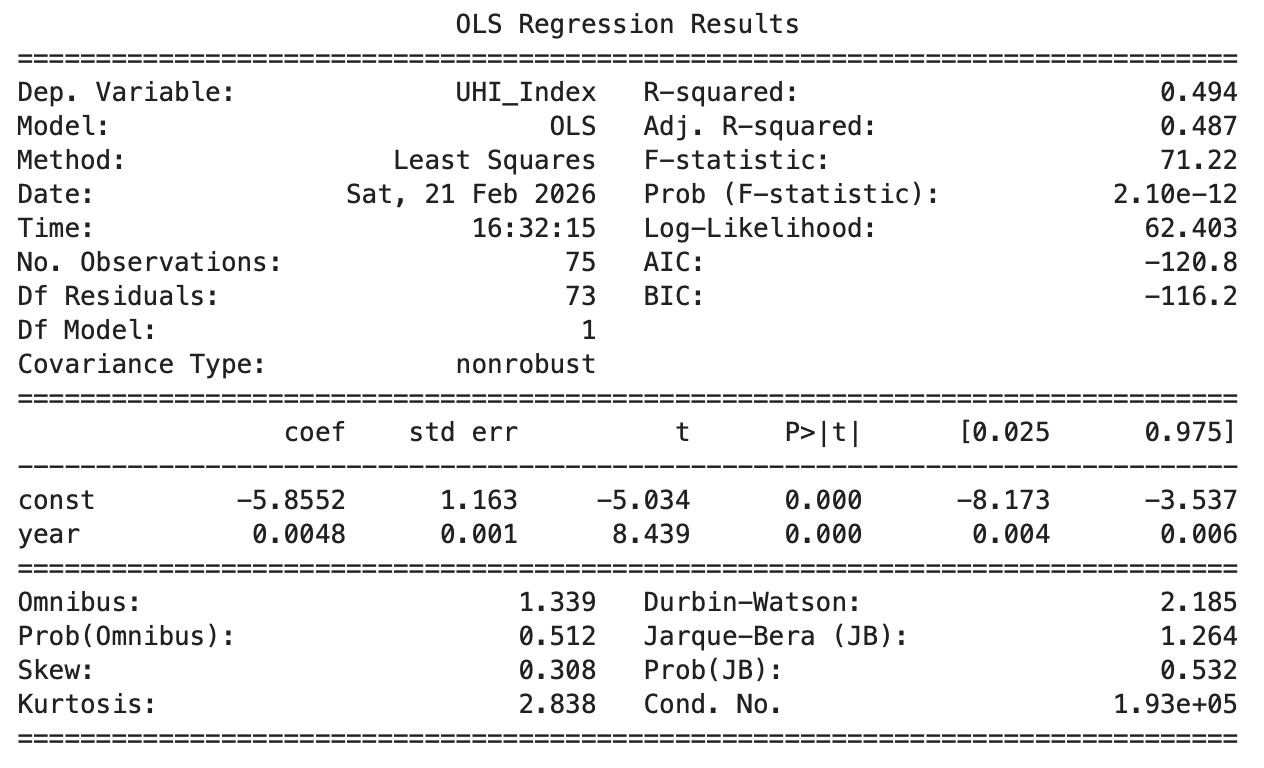 OLS Regression Results
==============================================================================
Dep. Variable:              UHI_Index   R-squared:                       0.494
Model:                            OLS   Adj. R-squared:                  0.487
Method:                 Least Squares   F-statistic:                     71.22
Date:                Sat, 21 Feb 2026   Prob (F-statistic):           2.10e-12
Time:                        16:32:15   Log-Likelihood:                 62.403
No. Observations:                  75   AIC:                            -120.8
Df Residuals:                      73   BIC:                            -116.2
Df Model:                           1
Covariance Type:            nonrobust
==============================================================================
                 coef    std err          t      P>|t|      [0.025      0.975]
------------------------------------------------------------------------------
const         -5.8552      1.163     -5.034      0.000      -8.173      -3.537
year           0.0048      0.001      8.439      0.000       0.004       0.006
==============================================================================
Omnibus:                        1.339   Durbin-Watson:                   2.185
Prob(Omnibus):                  0.512   Jarque-Bera (JB):                1.264
Skew:                           0.308   Prob(JB):                        0.532
Kurtosis:                       2.838   Cond. No.                     1.93e+05
==============================================================================